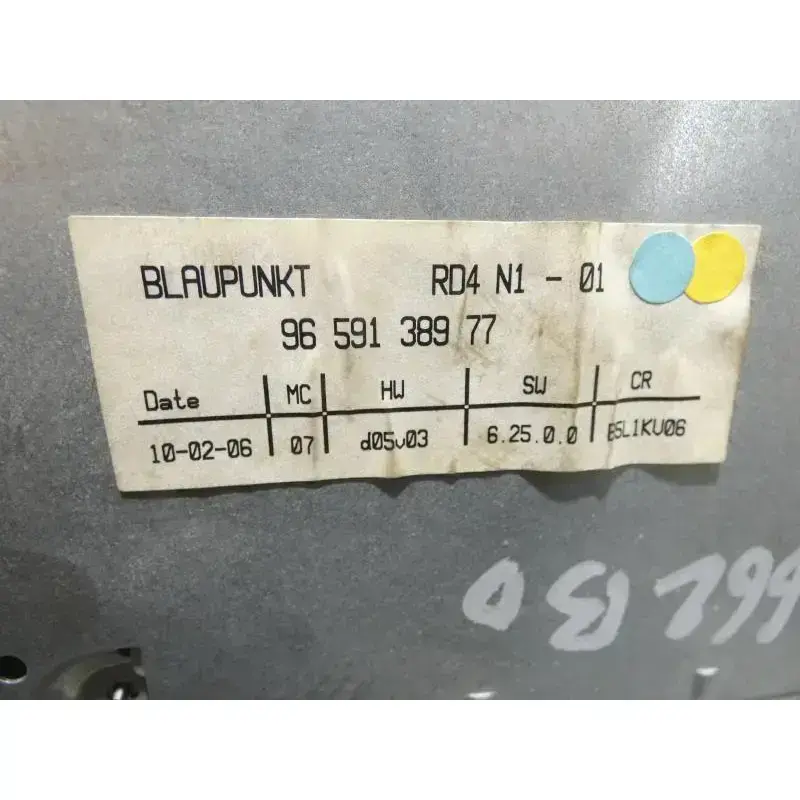 BLAUPUNKT RD4 N1 - 01
96 591 389 77
Date MC HW SW CR
10-02-06 07 d05v03 6.25.0.0 B5L1KV06